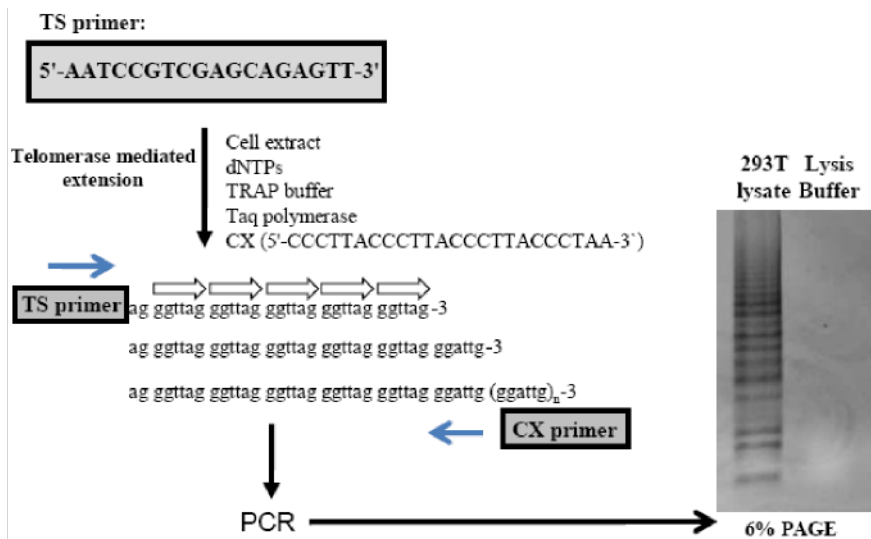 TS primer:
5'-AATCCGTCGAGCAGAGTT-3'
Telomerase mediated
extension
Cell extract
dNTPs
TRAP buffer
Taq polymerase
CX (5'-CCCTTACCCTTACCCTTACCCTAA-3`)
293T Lysis
lysate Buffer
TS primer
ag ggttag ggttag ggttag ggttag ggttag-3
ag ggttag ggttag ggttag ggttag ggttag ggattg-3
ag ggttag ggttag ggttag ggttag ggttag ggattg (ggattg)n-3
CX primer
PCR
6% PAGE